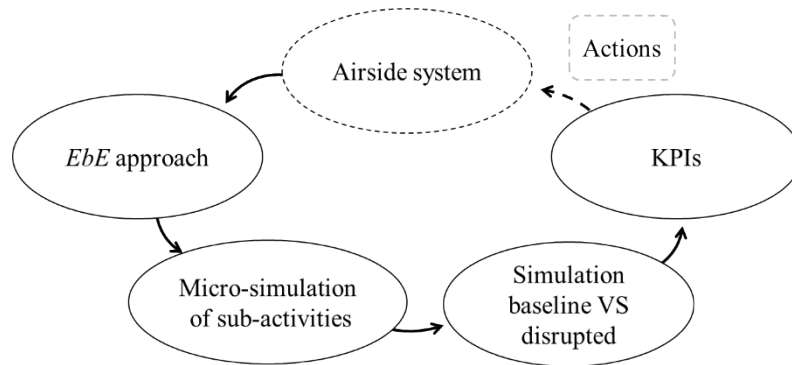 Actions
Airside system
EbE approach
KPIs
Micro-simulation
of sub-activities
Simulation
baseline VS
disrupted